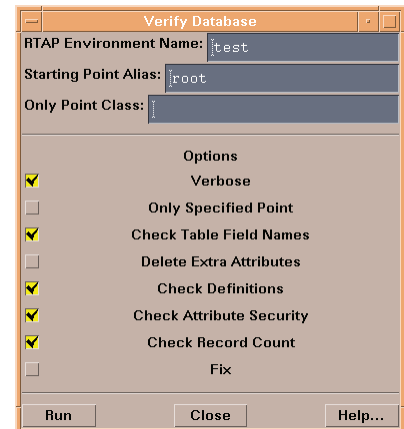 Verify Database
RTAP Environment Name: test
Starting Point Alias: root
Only Point Class:
Options
Verbose
Only Specified Point
Check Table Field Names
Delete Extra Attributes
Check Definitions
Check Attribute Security
Check Record Count
Fix
Run Close Help...